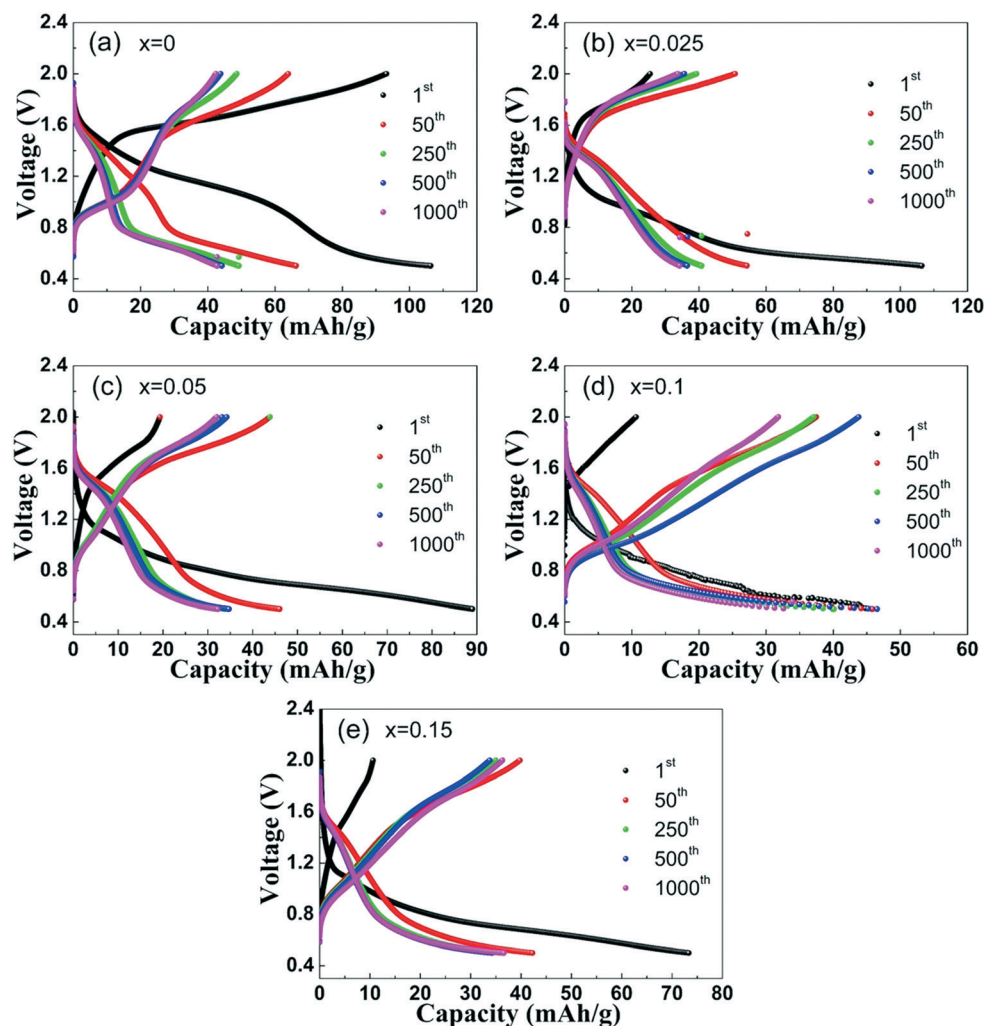 (a) x=0
2.4
2.0
1.6
1.2
0.8
0.4
Voltage (V)
1st
50th
250th
500th
1000th
0 20 40 60 80 100 120
Capacity (mAh/g)
(b) x=0.025
2.4
2.0
1.6
1.2
0.8
0.4
Voltage (V)
1st
50th
250th
500th
1000th
0 20 40 60 80 100 120
Capacity (mAh/g)
(c) x=0.05
2.4
2.0
1.6
1.2
0.8
0.4
Voltage (V)
1st
50th
250th
500th
1000th
0 10 20 30 40 50 60 70 80 90
Capacity (mAh/g)
(d) x=0.1
2.4
2.0
1.6
1.2
0.8
0.4
Voltage (V)
1st
50th
250th
500th
1000th
0 10 20 30 40 50 60
Capacity (mAh/g)
(e) x=0.15
2.4
2.0
1.6
1.2
0.8
0.4
Voltage (V)
1st
50th
250th
500th
1000th
0 10 20 30 40 50 60 70 80
Capacity (mAh/g)